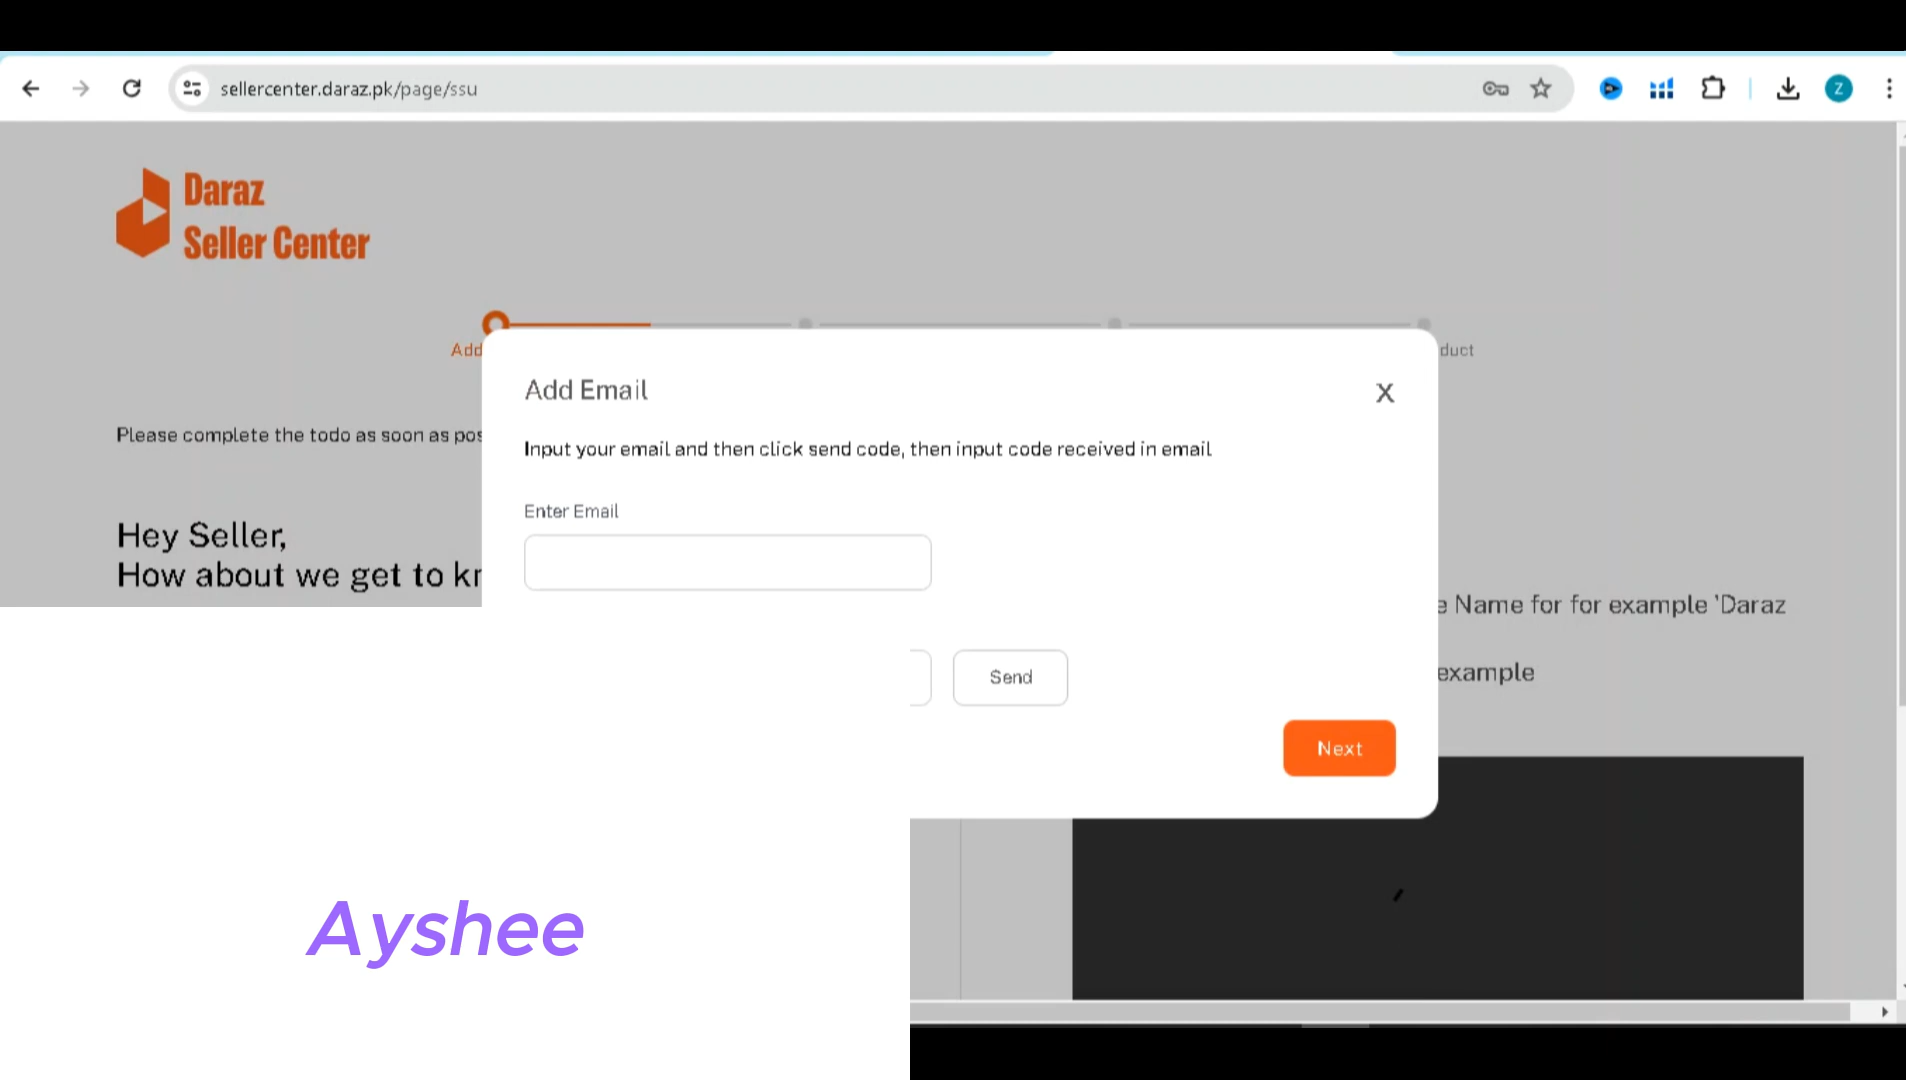 sellercenter.daraz.pk/page/ssu
Z
Daraz
Seller Center
Add
duct
Add Email
X
Please complete the todo as soon as pos
Input your email and then click send code, then input code received in email
Enter Email
Hey Seller,
How about we get to kr
e Name for for example 'Daraz
example
Send
Next
Ayshee